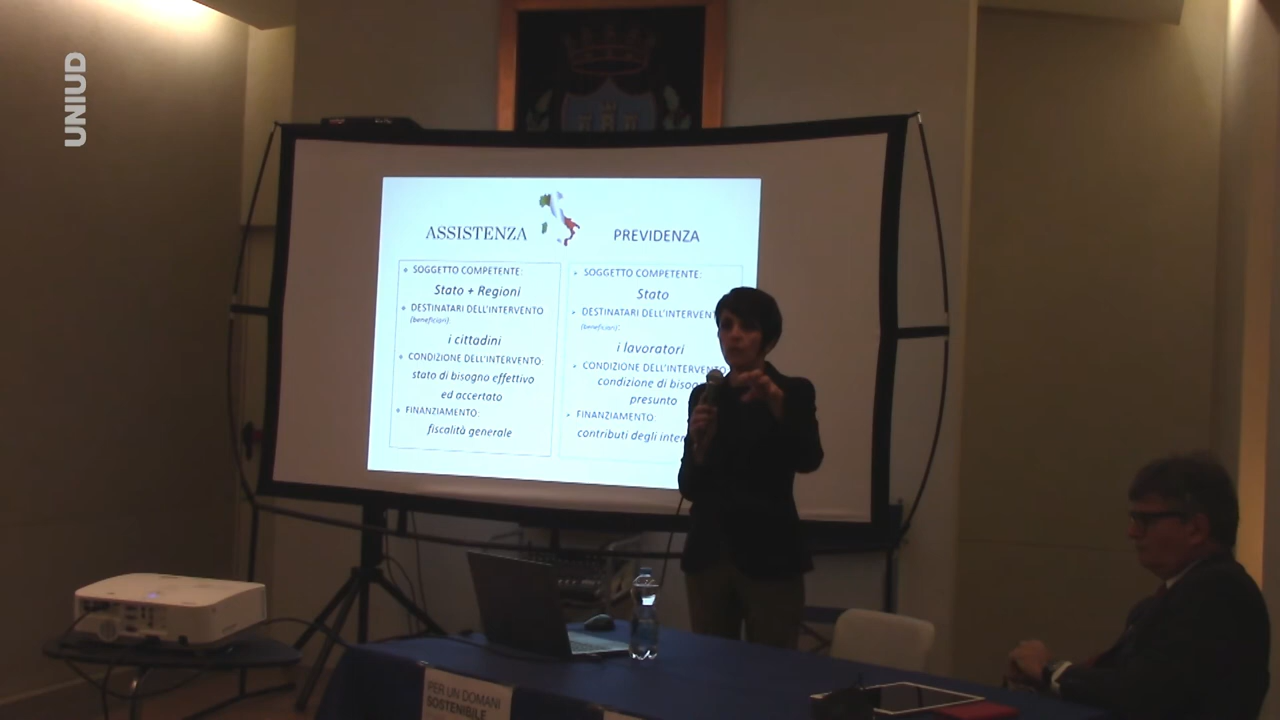 UNIUD
ASSISTENZA
SOGGETTO COMPETENTE:
Stato + Regioni
DESTINATARI DELL'INTERVENTO
(beneficiari):
i cittadini
CONDIZIONE DELL'INTERVENTO:
stato di bisogno effettivo
ed accertato
FINANZIAMENTO:
fiscalità generale
PREVIDENZA
SOGGETTO COMPETENTE:
Stato
DESTINATARI DELL'INTERVENT
(beneficiari):
i lavoratori
CONDIZIONE DELL'INTERVENTO
condizione di biso
presunto
FINANZIAMENTO:
contributi degli inter
PER UN DOMANI
SOSTENIBILE